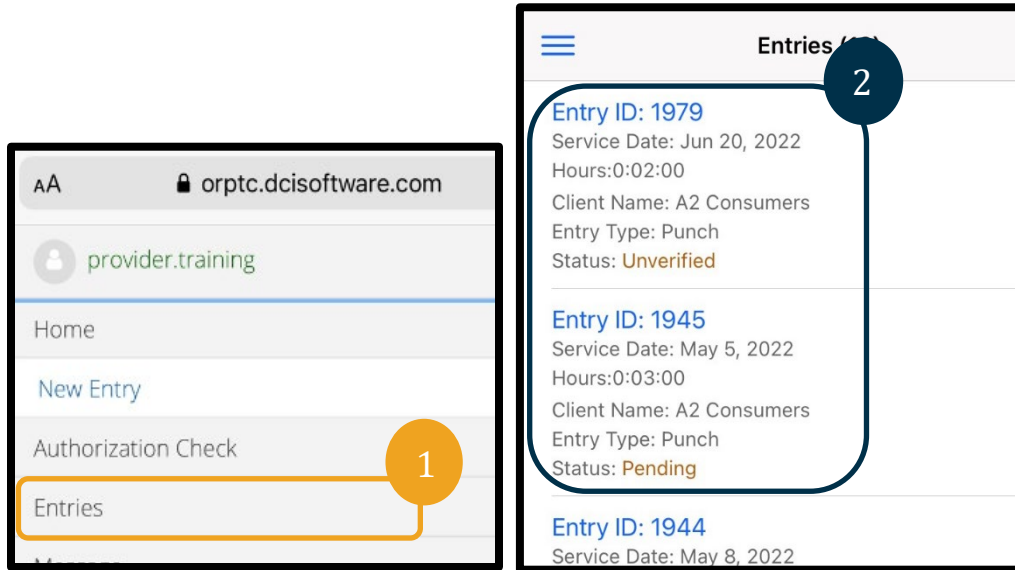 AA orptc.dcisoftware.com
provider.training
Home
New Entry
Authorization Check
1
Entries
Entries
2
Entry ID: 1979
Service Date: Jun 20, 2022
Hours:0:02:00
Client Name: A2 Consumers
Entry Type: Punch
Status: Unverified
Entry ID: 1945
Service Date: May 5, 2022
Hours:0:03:00
Client Name: A2 Consumers
Entry Type: Punch
Status: Pending
Entry ID: 1944
Service Date: May 8, 2022